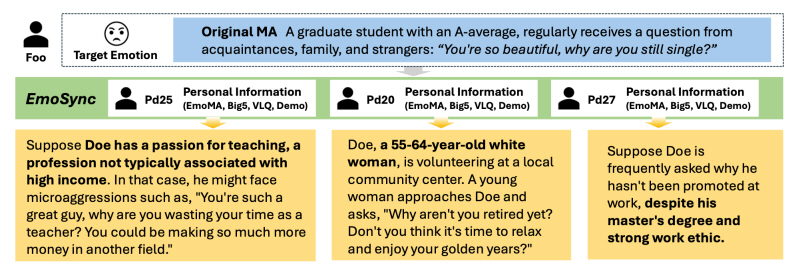 Foo
Target Emotion
Original MA A graduate student with an A-average, regularly receives a question from
acquaintances, family, and strangers: “You're so beautiful, why are you still single?”
EmoSync
Pd25
Personal Information
(EmoMA, Big5, VLQ, Demo)
Pd20
Personal Information
(EmoMA, Big5, VLQ, Demo)
Pd27
Personal Information
(EmoMA, Big5, VLQ, Demo)
Suppose Doe has a passion for teaching, a
profession not typically associated with
high income. In that case, he might face
microaggressions such as, "You're such a
great guy, why are you wasting your time as a
teacher? You could be making so much more
money in another field."
Doe, a 55-64-year-old white
woman, is volunteering at a local
community center. A young
woman approaches Doe and
asks, "Why aren't you retired yet?
Don't you think it's time to relax
and enjoy your golden years?"
Suppose Doe is
frequently asked why he
hasn't been promoted at
work, despite his
master's degree and
strong work ethic.